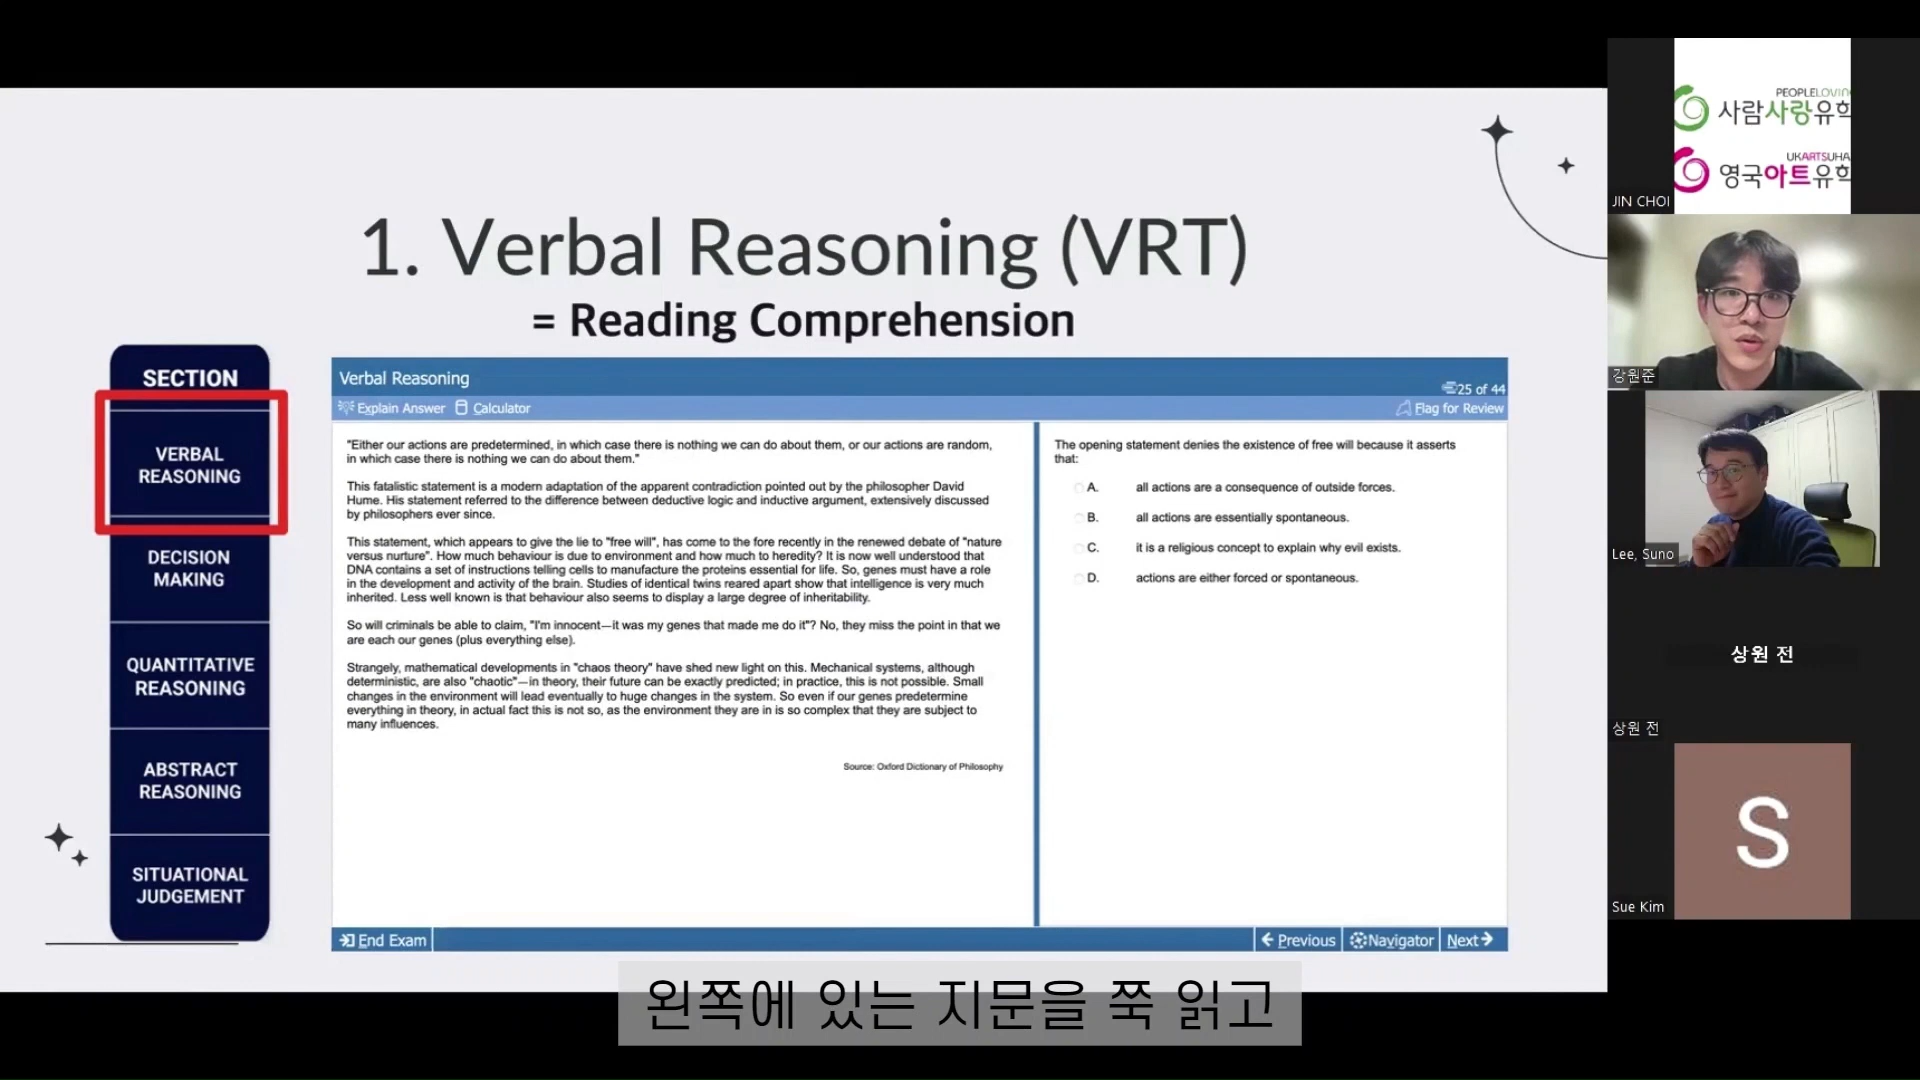 1. Verbal Reasoning (VRT)
= Reading Comprehension
SECTION
VERBAL
REASONING
DECISION
MAKING
QUANTITATIVE
REASONING
ABSTRACT
REASONING
SITUATIONAL
JUDGEMENT
Verbal Reasoning
25 of 44
Explain Answer
Calculator
Flag for Review
"Either our actions are predetermined, in which case there is nothing we can do about them, or our actions are random,
in which case there is nothing we can do about them."
This fatalistic statement is a modern adaptation of the apparent contradiction pointed out by the philosopher David
Hume. His statement referred to the difference between deductive logic and inductive argument, extensively discussed
by philosophers ever since.
This statement, which appears to give the lie to "free will", has come to the fore recently in the renewed debate of "nature
versus nurture". How much behaviour is due to environment and how much to heredity? It is now well understood that
DNA contains a set of instructions telling cells to manufacture the proteins essential for life. So, genes must have a role
in the development and activity of the brain. Studies of identical twins reared apart show that intelligence is very much
inherited. Less well known is that behaviour also seems to display a large degree of inheritability.
So will criminals be able to claim, "I'm innocent—it was my genes that made me do it"? No, they miss the point in that we
are each our genes (plus everything else).
Strangely, mathematical developments in "chaos theory" have shed new light on this. Mechanical systems, although
deterministic, are also "chaotic"—in theory, their future can be exactly predicted; in practice, this is not possible. Small
changes in the environment will lead eventually to huge changes in the system. So even if our genes predetermine
everything in theory, in actual fact this is not so, as the environment they are in is so complex that they are subject to
many influences.
Source: Oxford Dictionary of Philosophy
The opening statement denies the existence of free will because it asserts
that:
A. all actions are a consequence of outside forces.
B. all actions are essentially spontaneous.
C. it is a religious concept to explain why evil exists.
D. actions are either forced or spontaneous.
End Exam
Previous
Navigator
Next
왼쪽에 있는 지문을 쭉 읽고
PEOPLELOVIN
사람사랑유학
UKARTSUHA
영국아트유학
JIN CHOI
강원준
Lee, Suno
상원 전
상원 전
S
Sue Kim